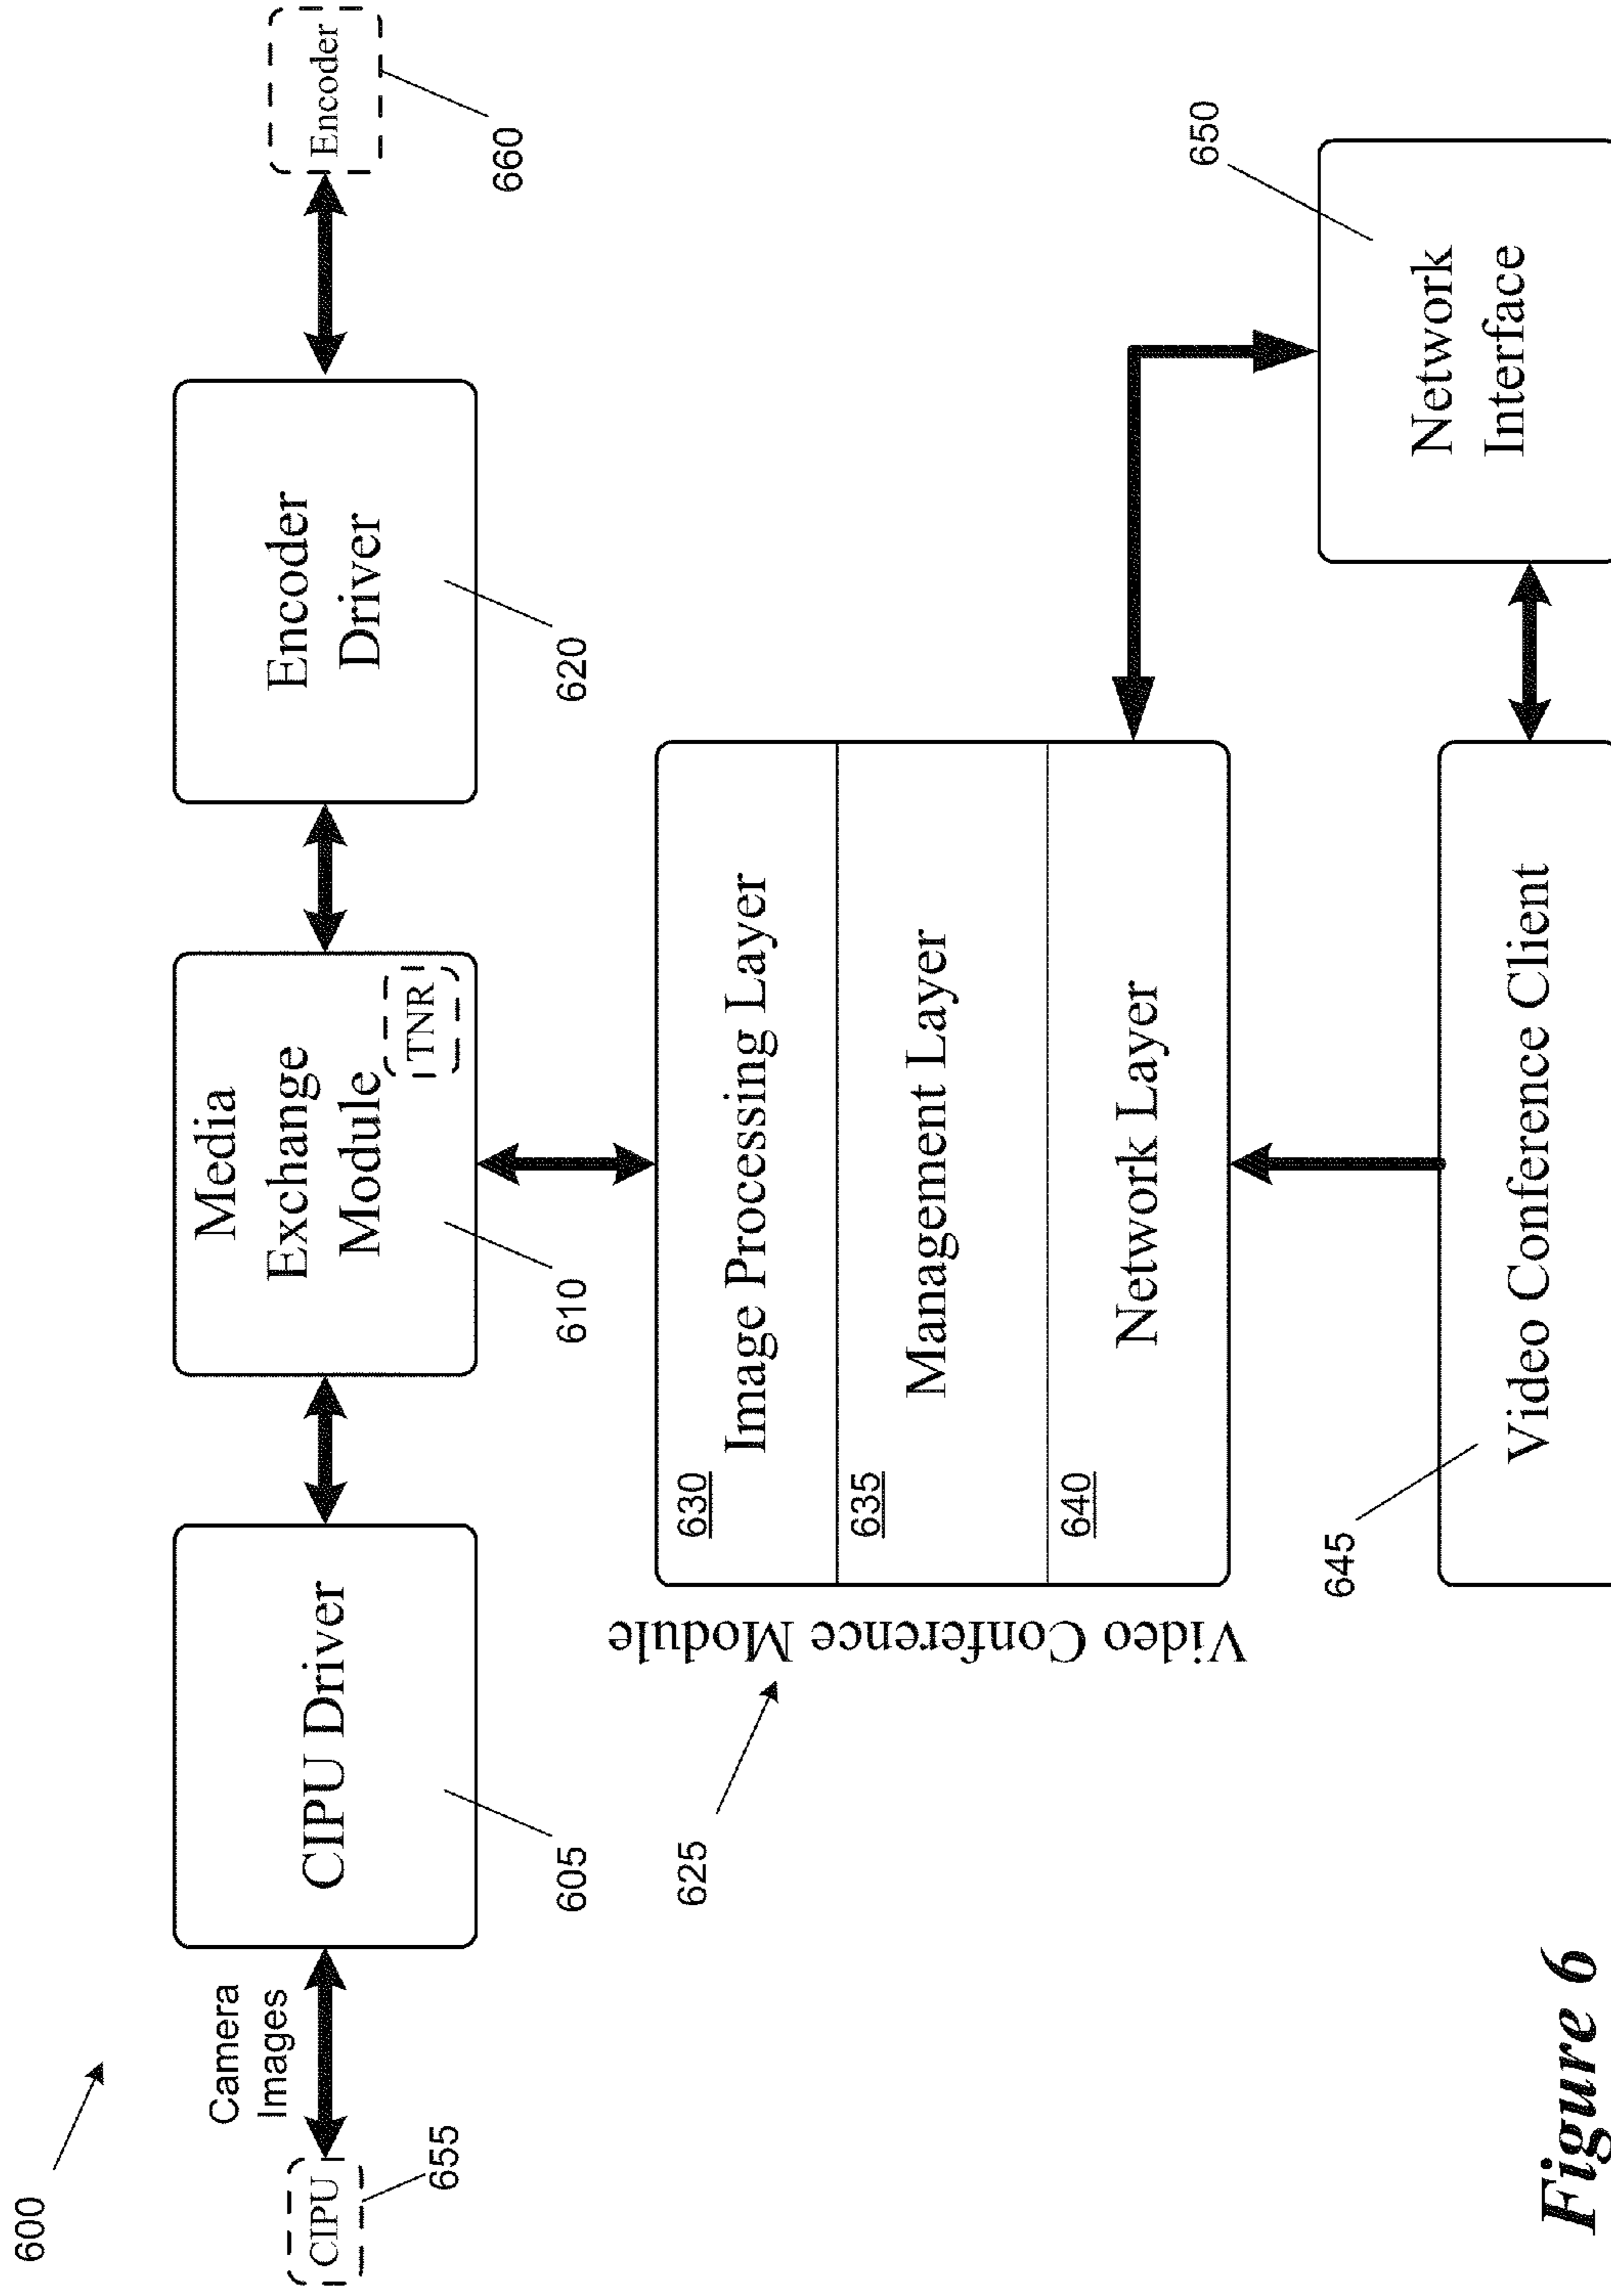 600
Camera
Images
CIPU
655
CIPU Driver
605
Media
Exchange
Module
TNR
610
Encoder
Driver
620
Encoder
660
625
Video Conference Module
630
Image Processing Layer
635
Management Layer
640
Network Layer
650
Network
Interface
645
Video Conference Client
Figure 6